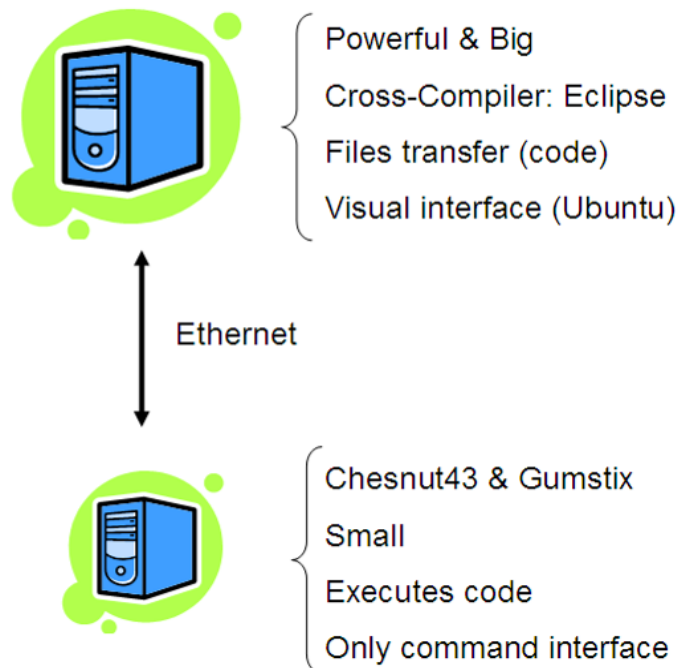 Powerful & Big
Cross-Compiler: Eclipse
Files transfer (code)
Visual interface (Ubuntu)
Ethernet
Chesnut43 & Gumstix
Small
Executes code
Only command interface